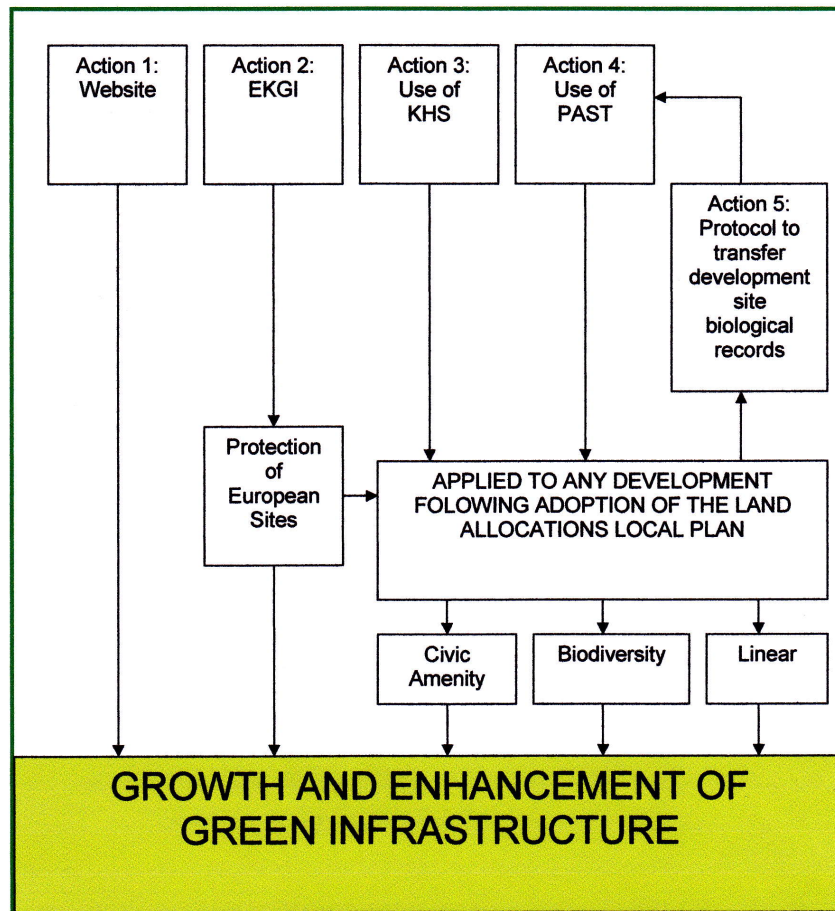 Action 1:
Website
Action 2:
EKGI
Action 3:
Use of
KHS
Action 4:
Use of
PAST
Action 5:
Protocol to
transfer
development
site
biological
records
Protection
of
European
Sites
APPLIED TO ANY DEVELOPMENT
FOLOWING ADOPTION OF THE LAND
ALLOCATIONS LOCAL PLAN
Civic
Amenity
Biodiversity
Linear
GROWTH AND ENHANCEMENT OF
GREEN INFRASTRUCTURE